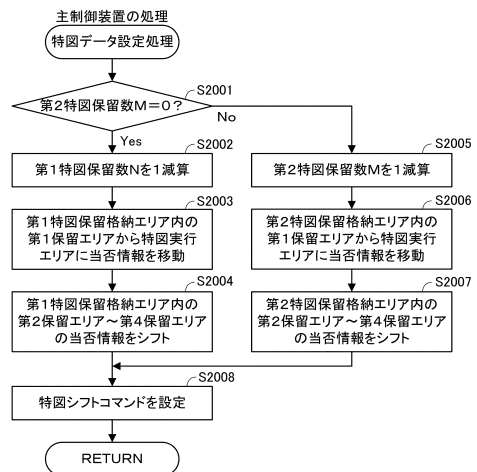 主制御装置の処理
特図データ設定処理
S2001
第2特図保留数M=0?
No
Yes
S2002
第1特図保留数Nを1減算
S2003
第1特図保留格納エリア内の
第1保留エリアから特図実行
エリアに当否情報を移動
S2004
第1特図保留格納エリア内の
第2保留エリア~第4保留エリア
の当否情報をシフト
S2005
第2特図保留数Mを1減算
S2006
第2特図保留格納エリア内の
第1保留エリアから特図実行
エリアに当否情報を移動
S2007
第2特図保留格納エリア内の
第2保留エリア~第4保留エリア
の当否情報をシフト
S2008
特図シフトコマンドを設定
RETURN